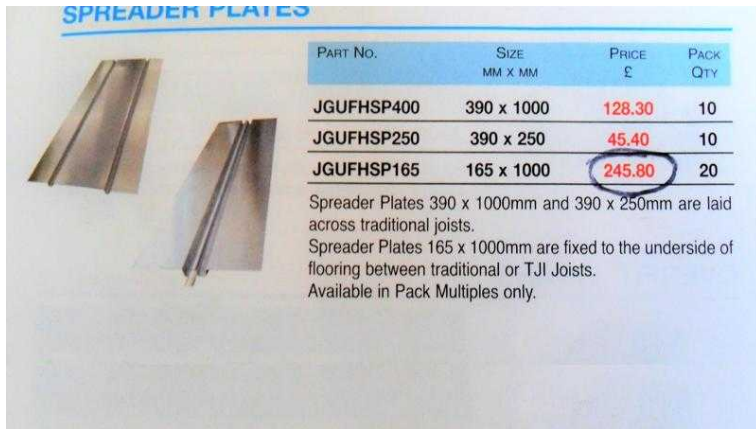 SPREADER PLATES
PART NO. SIZE PRICE PACK
MM X MM £ QTY
JGUFHSP400 390 x 1000 128.30 10
JGUFHSP250 390 x 250 45.40 10
JGUFHSP165 165 x 1000 245.80 20
Spreader Plates 390 x 1000mm and 390 x 250mm are laid
across traditional joists.
Spreader Plates 165 x 1000mm are fixed to the underside of
flooring between traditional or TJI Joists.
Available in Pack Multiples only.